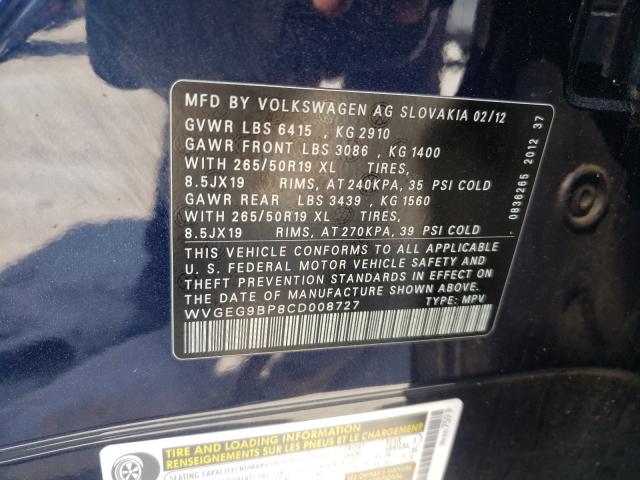 MFD BY VOLKSWAGEN AG SLOVAKIA 02/12
GVWR LBS 6415 , KG 2910
GAWR FRONT LBS 3086 , KG 1400
WITH 265/50R19 XL TIRES,
8.5JX19 RIMS, AT 240KPA, 35 PSI COLD
GAWR REAR LBS 3439 , KG 1560
WITH 265/50R19 XL TIRES,
8.5JX19 RIMS, AT 270KPA, 39 PSI COLD .
THIS VEHICLE CONFORMS TO ALL APPLICABLE
U. S. FEDERAL MOTOR VEHICLE SAFETY AND
THEFT PREVENTION STANDARDS IN EFFECT ON
THE DATE OF MANUFACTURE SHOWN ABOVE.
WVGEG9BP8CD008727 TYPE: MPV
0836265 2012 37
TIRE AND LOADING INFORMATION
RENSEIGNEMENTS SUR LES PNEUS ET LE CHARGEMENT
SEATING CAPACITY/NOMBRE